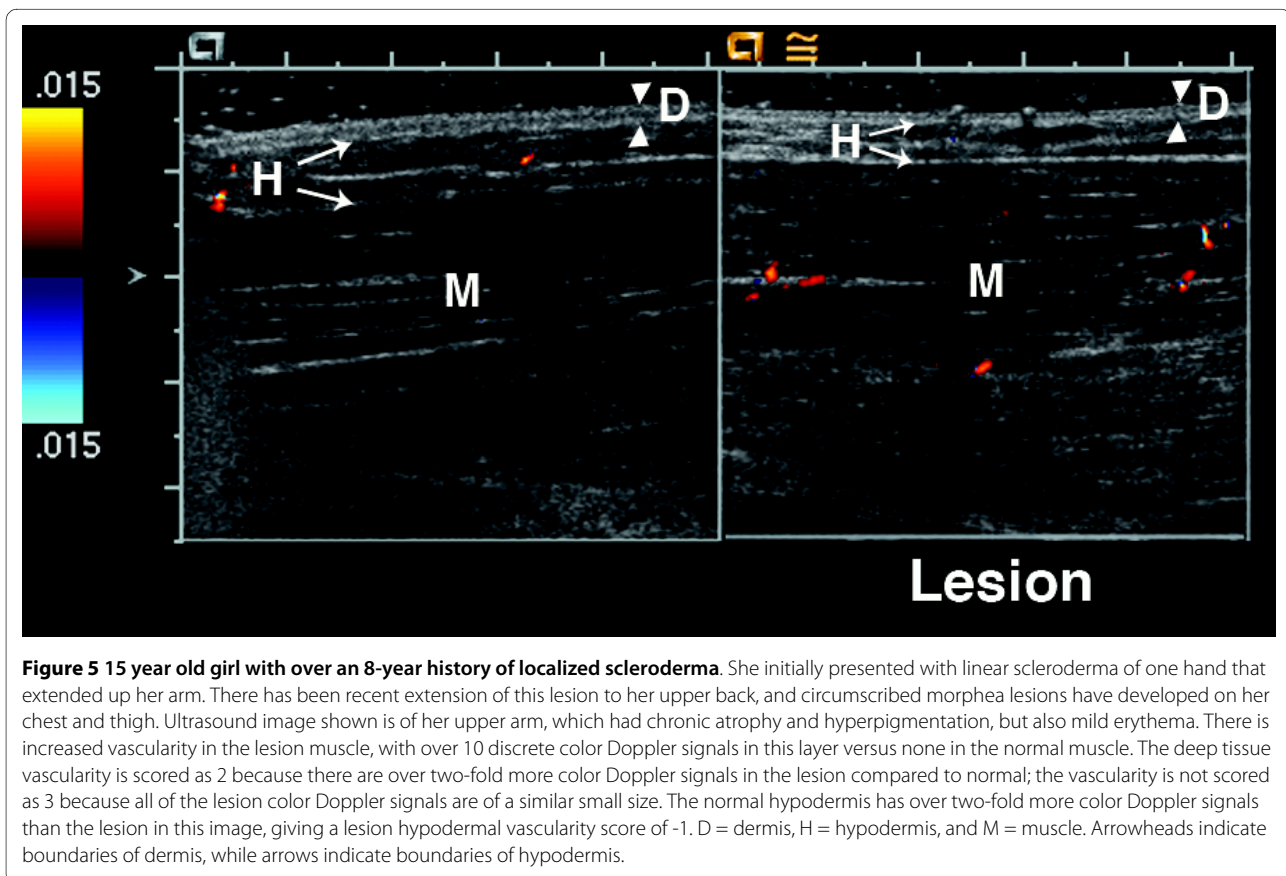 .015
.015
D
H
M
D
H
M
Lesion
Figure 5 15 year old girl with over an 8-year history of localized scleroderma. She initially presented with linear scleroderma of one hand that
extended up her arm. There has been recent extension of this lesion to her upper back, and circumscribed morphea lesions have developed on her
chest and thigh. Ultrasound image shown is of her upper arm, which had chronic atrophy and hyperpigmentation, but also mild erythema. There is
increased vascularity in the lesion muscle, with over 10 discrete color Doppler signals in this layer versus none in the normal muscle. The deep tissue
vascularity is scored as 2 because there are over two-fold more color Doppler signals in the lesion compared to normal; the vascularity is not scored
as 3 because all of the lesion color Doppler signals are of a similar small size. The normal hypodermis has over two-fold more color Doppler signals
than the lesion in this image, giving a lesion hypodermal vascularity score of -1. D = dermis, H = hypodermis, and M = muscle. Arrowheads indicate
boundaries of dermis, while arrows indicate boundaries of hypodermis.